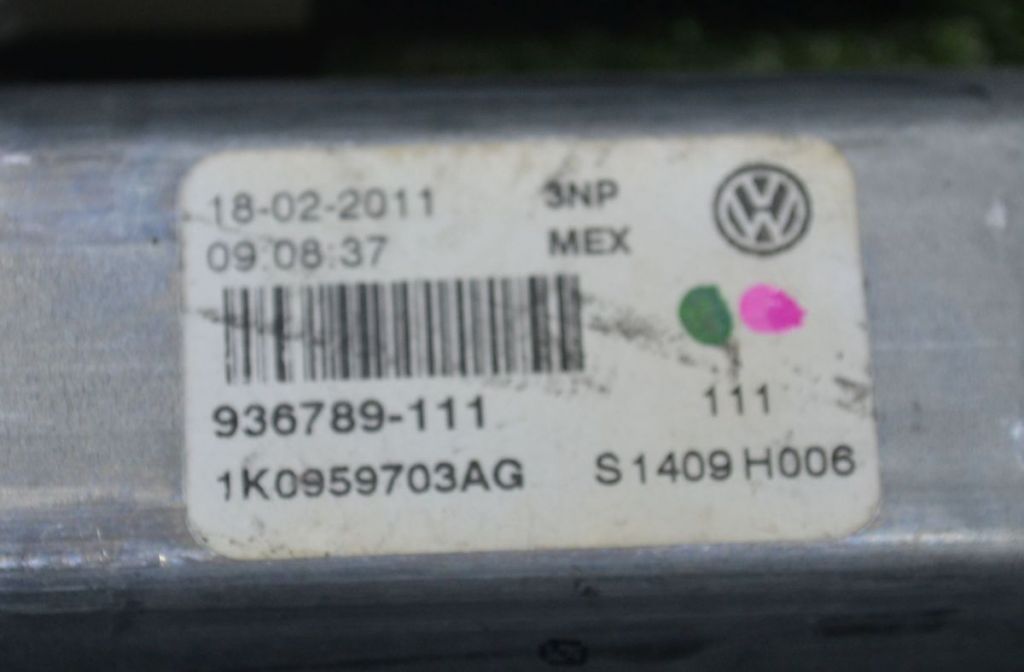 18-02-2011 3NP
09:08:37 MEX
936789-111 111
1K0959703AG S1409 H006